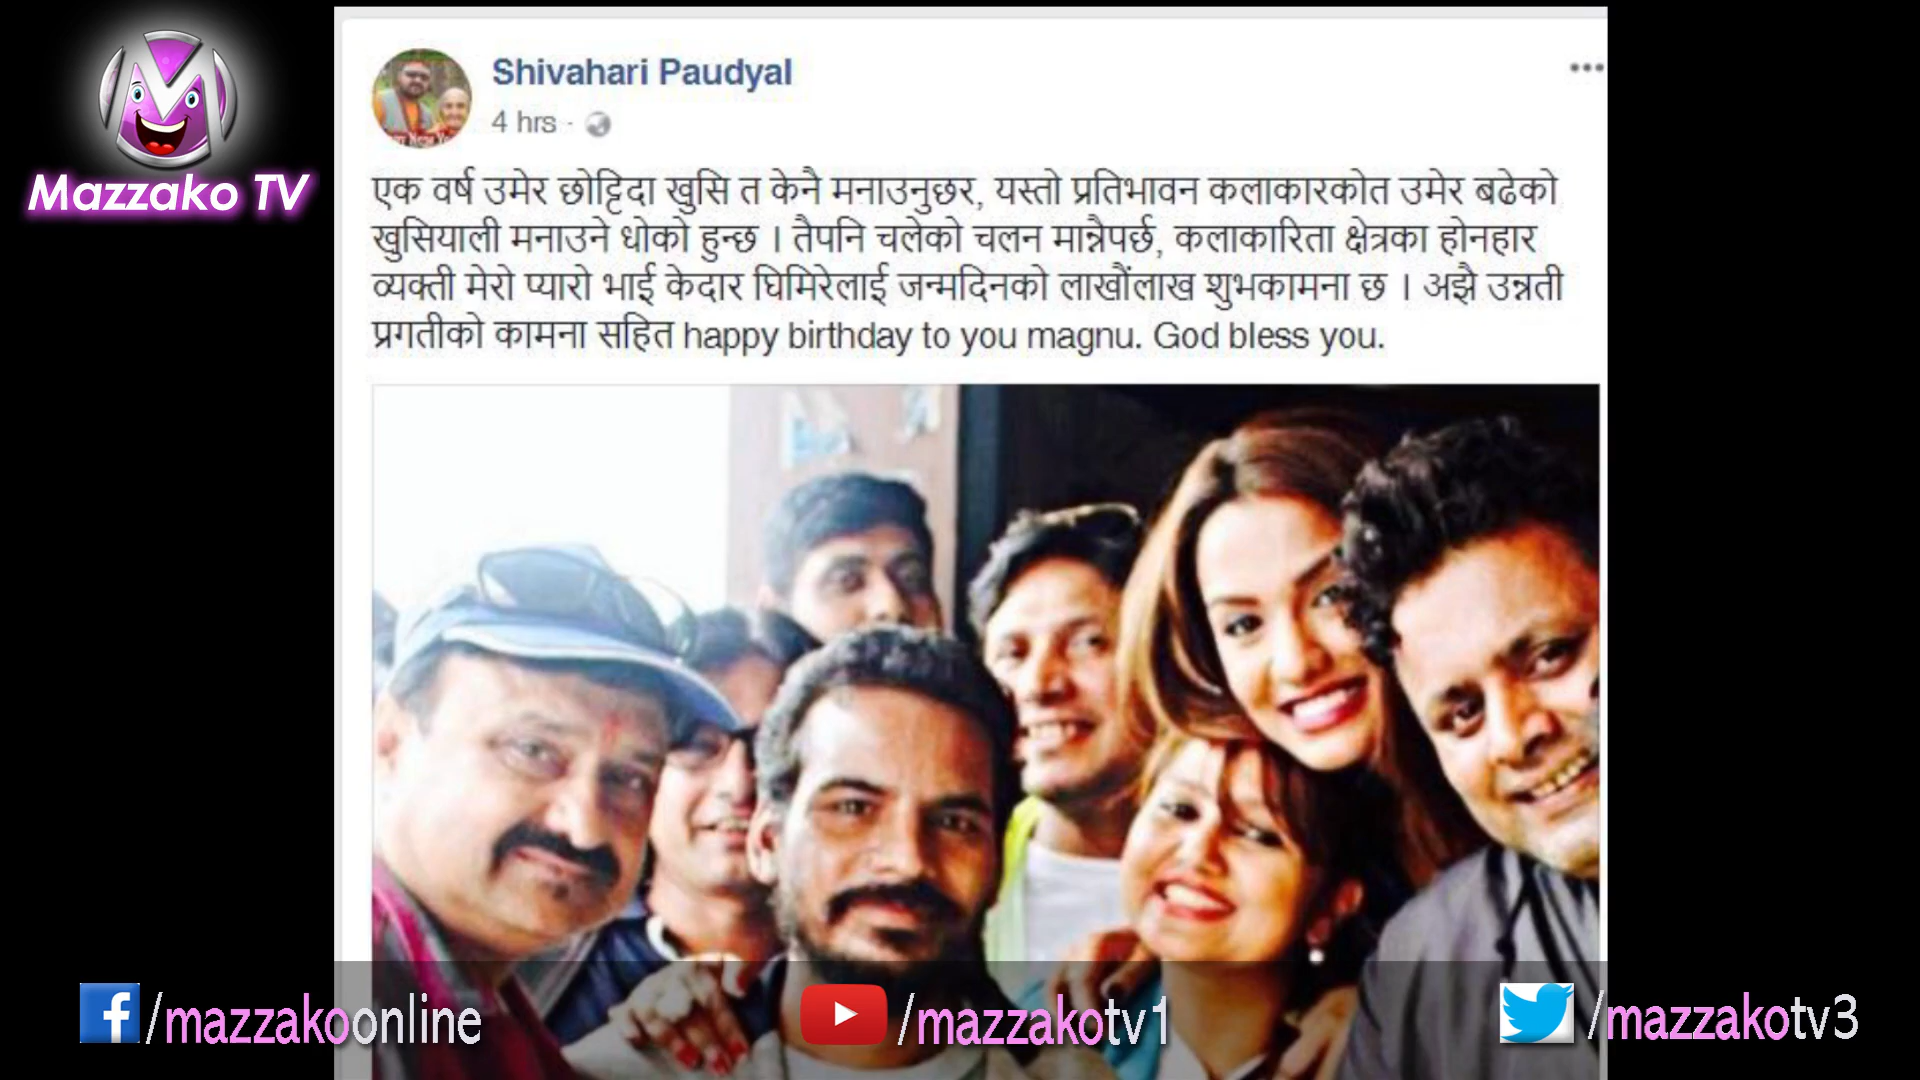 Mazzako TV
Shivahari Paudyal
4 hrs ·
एक वर्ष उमेर छोट्टिदा खुसि त केनै मनाउनुछर, यस्तो प्रतिभावन कलाकारकोत उमेर बढेको
खुसियाली मनाउने धोको हुन्छ । तैपनि चलेको चलन मान्नैपर्छ, कलाकारिता क्षेत्रका होनहार
व्यक्ती मेरो प्यारो भाई केदार घिमिरेलाई जन्मदिनको लाखौंलाख शुभकामना छ । अझै उन्नती
प्रगतीको कामना सहित happy birthday to you magnu. God bless you.
/mazzakoonline
/mazzakotv1
/mazzakotv3